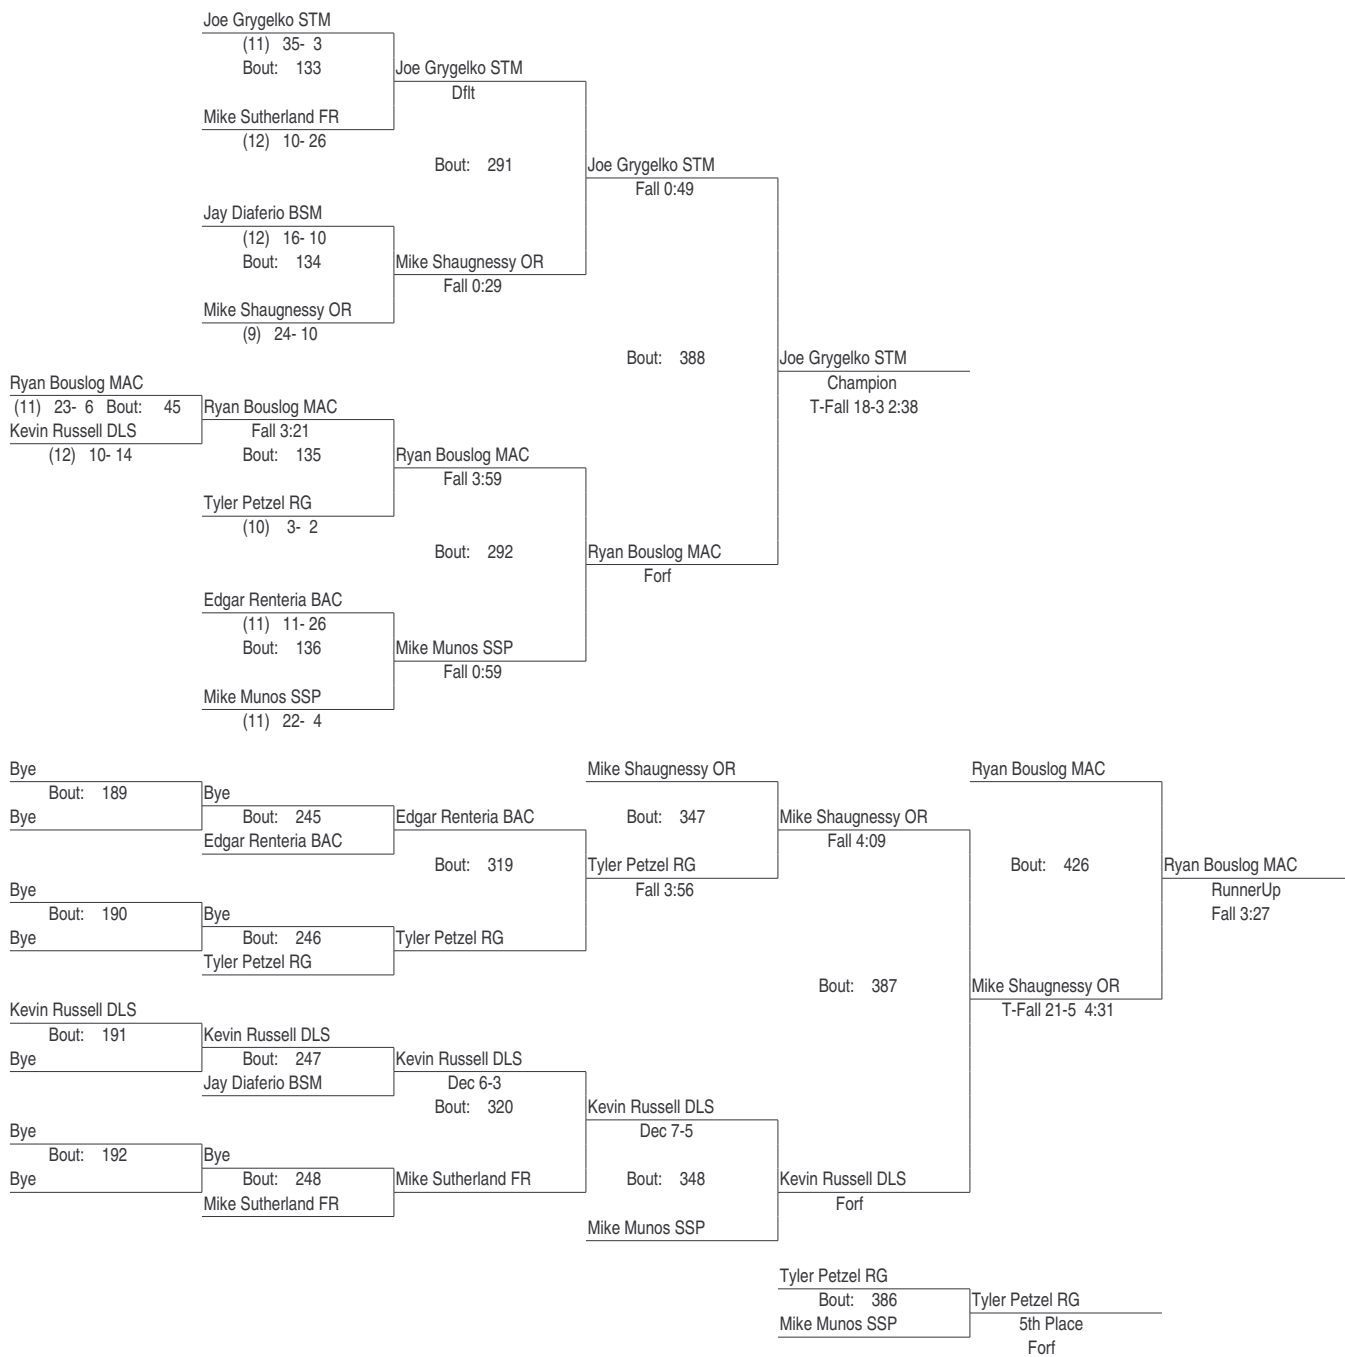 Joe Grygelko STM
(11) 35- 3
Bout: 133
Joe Grygelko STM
Dflt
Mike Sutherland FR
(12) 10- 26
Bout: 291
Joe Grygelko STM
Fall 0:49
Jay Diaferio BSM
(12) 16- 10
Bout: 134
Mike Shaugnessy OR
Fall 0:29
Mike Shaugnessy OR
(9) 24- 10
Bout: 388
Joe Grygelko STM
Champion
T-Fall 18-3 2:38
Ryan Bouslog MAC
(11) 23- 6 Bout: 45
Kevin Russell DLS
(12) 10- 14
Ryan Bouslog MAC
Fall 3:21
Bout: 135
Ryan Bouslog MAC
Fall 3:59
Tyler Petzel RG
(10) 3- 2
Bout: 292
Ryan Bouslog MAC
Forf
Edgar Renteria BAC
(11) 11- 26
Bout: 136
Mike Munos SSP
Fall 0:59
Mike Munos SSP
(11) 22- 4
Bye
Bout: 189
Bye
Bye
Bout: 245
Edgar Renteria BAC
Edgar Renteria BAC
Bout: 319
Mike Shaugnessy OR
Bout: 347
Tyler Petzel RG
Fall 3:56
Mike Shaugnessy OR
Fall 4:09
Ryan Bouslog MAC
Bout: 426
Ryan Bouslog MAC
RunnerUp
Fall 3:27
Bye
Bout: 190
Bye
Bye
Bout: 246
Tyler Petzel RG
Tyler Petzel RG
Bout: 387
Mike Shaugnessy OR
T-Fall 21-5 4:31
Kevin Russell DLS
Bout: 191
Bye
Kevin Russell DLS
Bout: 247
Jay Diaferio BSM
Kevin Russell DLS
Dec 6-3
Bout: 320
Kevin Russell DLS
Dec 7-5
Bye
Bout: 192
Bye
Bye
Bout: 248
Mike Sutherland FR
Mike Sutherland FR
Bout: 348
Kevin Russell DLS
Forf
Mike Munos SSP
Tyler Petzel RG
Bout: 386
Mike Munos SSP
Tyler Petzel RG
5th Place
Forf